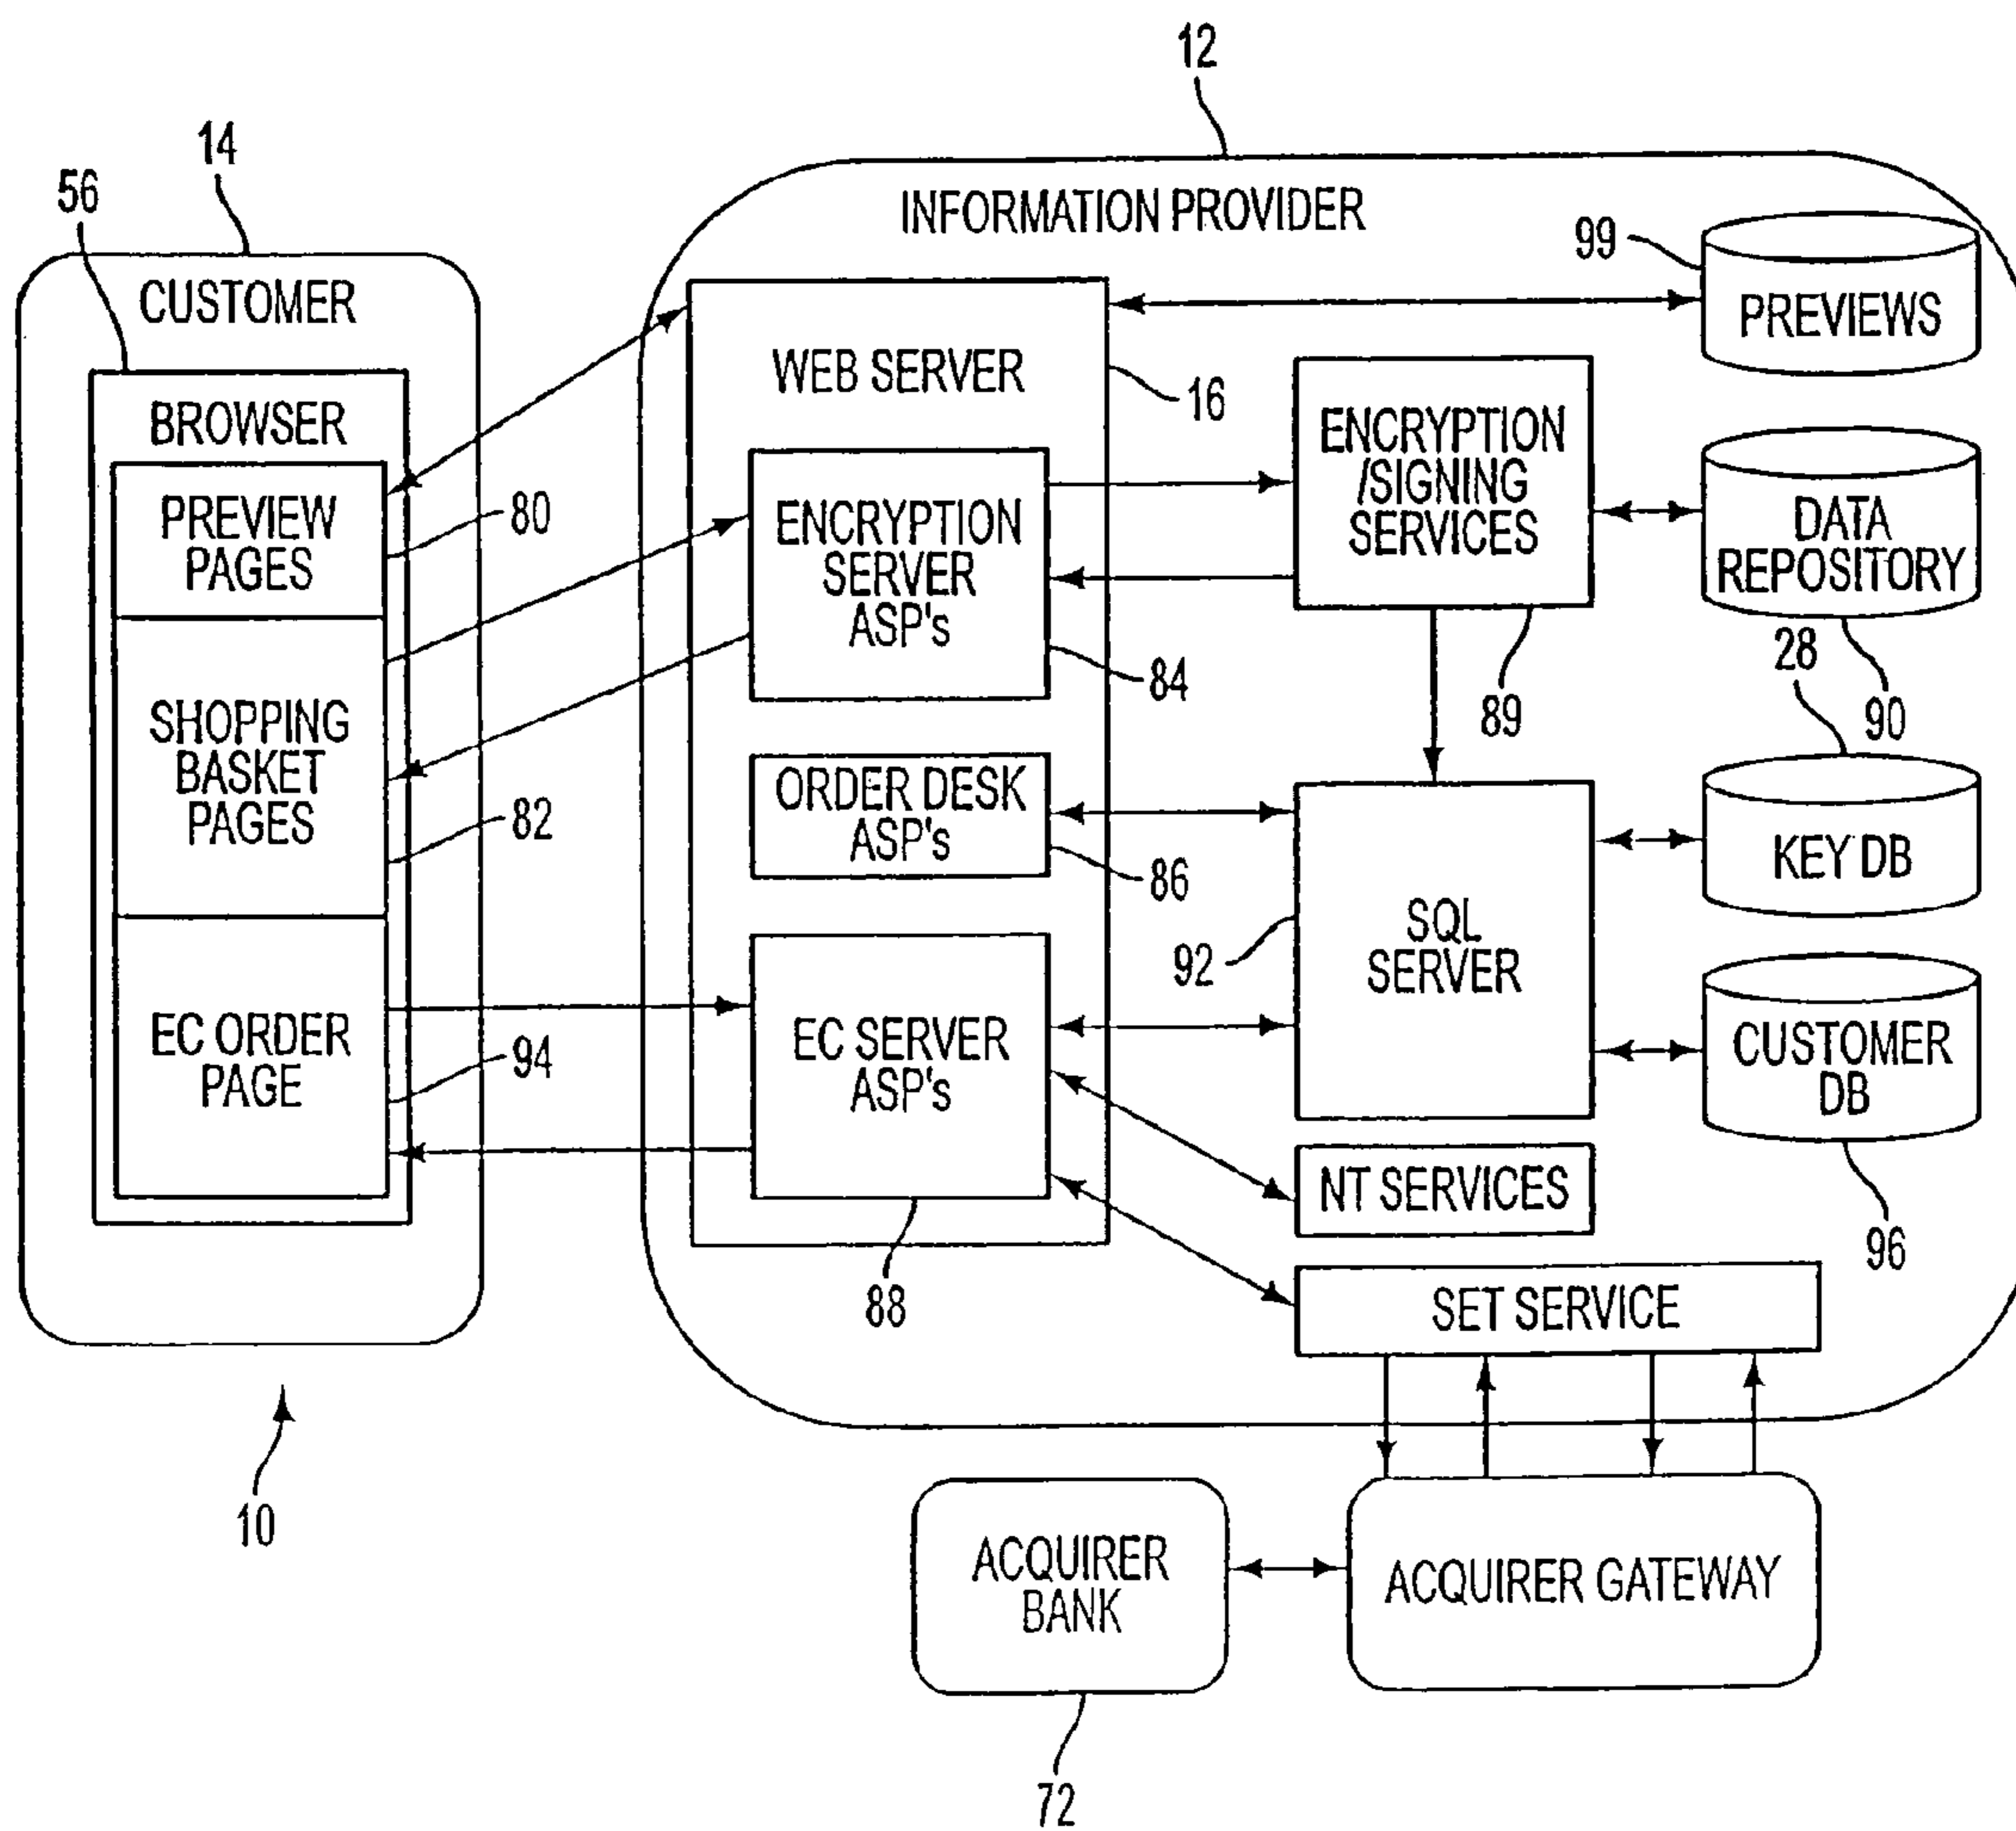 12
14
56
INFORMATION PROVIDER
99
CUSTOMER
PREVIEWS
WEB SERVER
16
BROWSER
ENCRYPTION
/SIGNING
SERVICES
PREVIEW
PAGES
80
ENCRYPTION
SERVER
ASP's
DATA
REPOSITORY
84
89
28
90
SHOPPING
BASKET
PAGES
82
ORDER DESK
ASP's
86
KEY DB
SQL
SERVER
92
EC ORDER
PAGE
94
EC SERVER
ASP's
CUSTOMER
DB
NT SERVICES
96
88
SET SERVICE
10
ACQUIRER
BANK
ACQUIRER GATEWAY
72